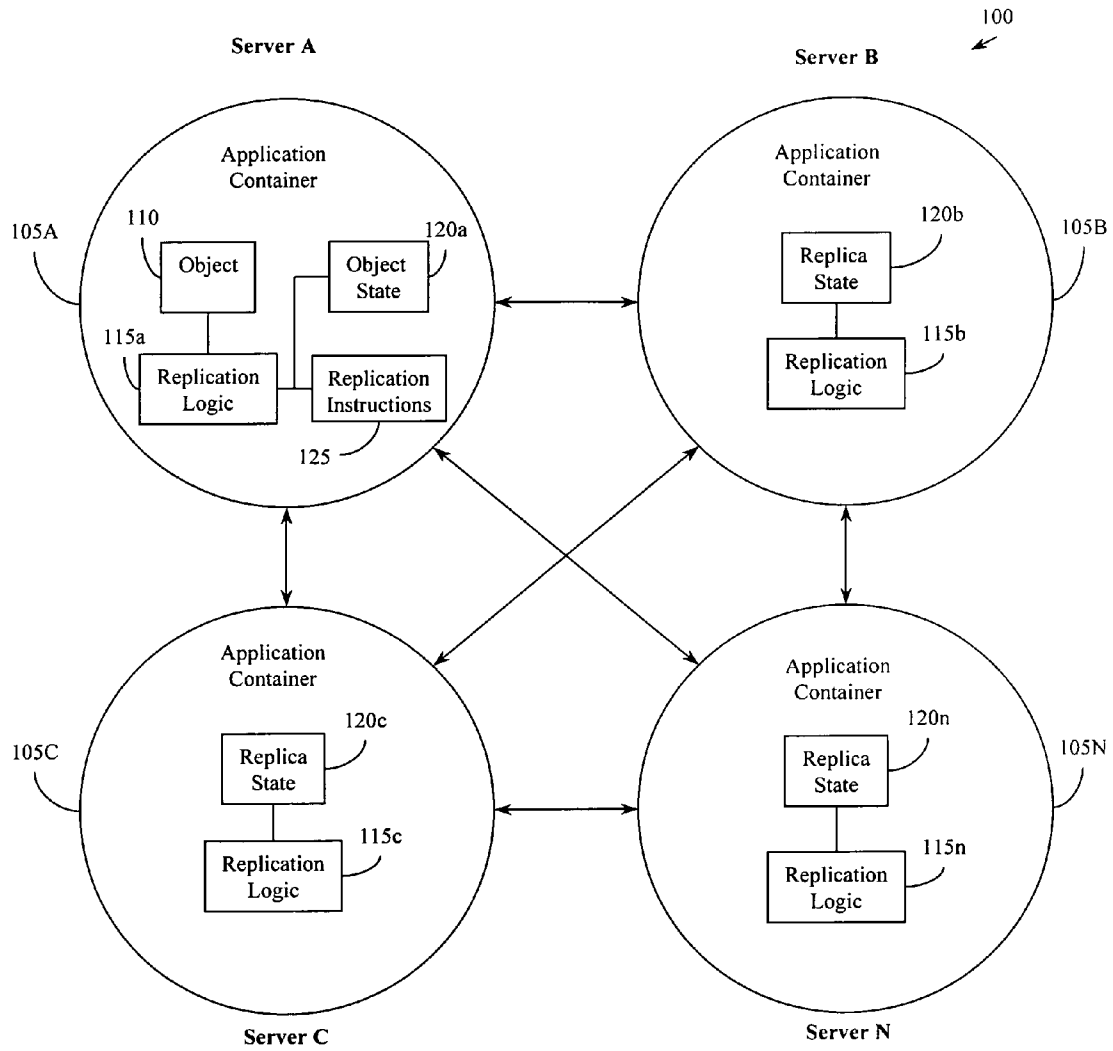 100
Server A
Server B
Application
Container
110
Object
120a
Object
State
105A
115a
Replication
Logic
Replication
Instructions
125
Application
Container
120b
Replica
State
105B
115b
Replication
Logic
Application
Container
120c
Replica
State
105C
115c
Replication
Logic
Application
Container
120n
Replica
State
105N
115n
Replication
Logic
Server C
Server N